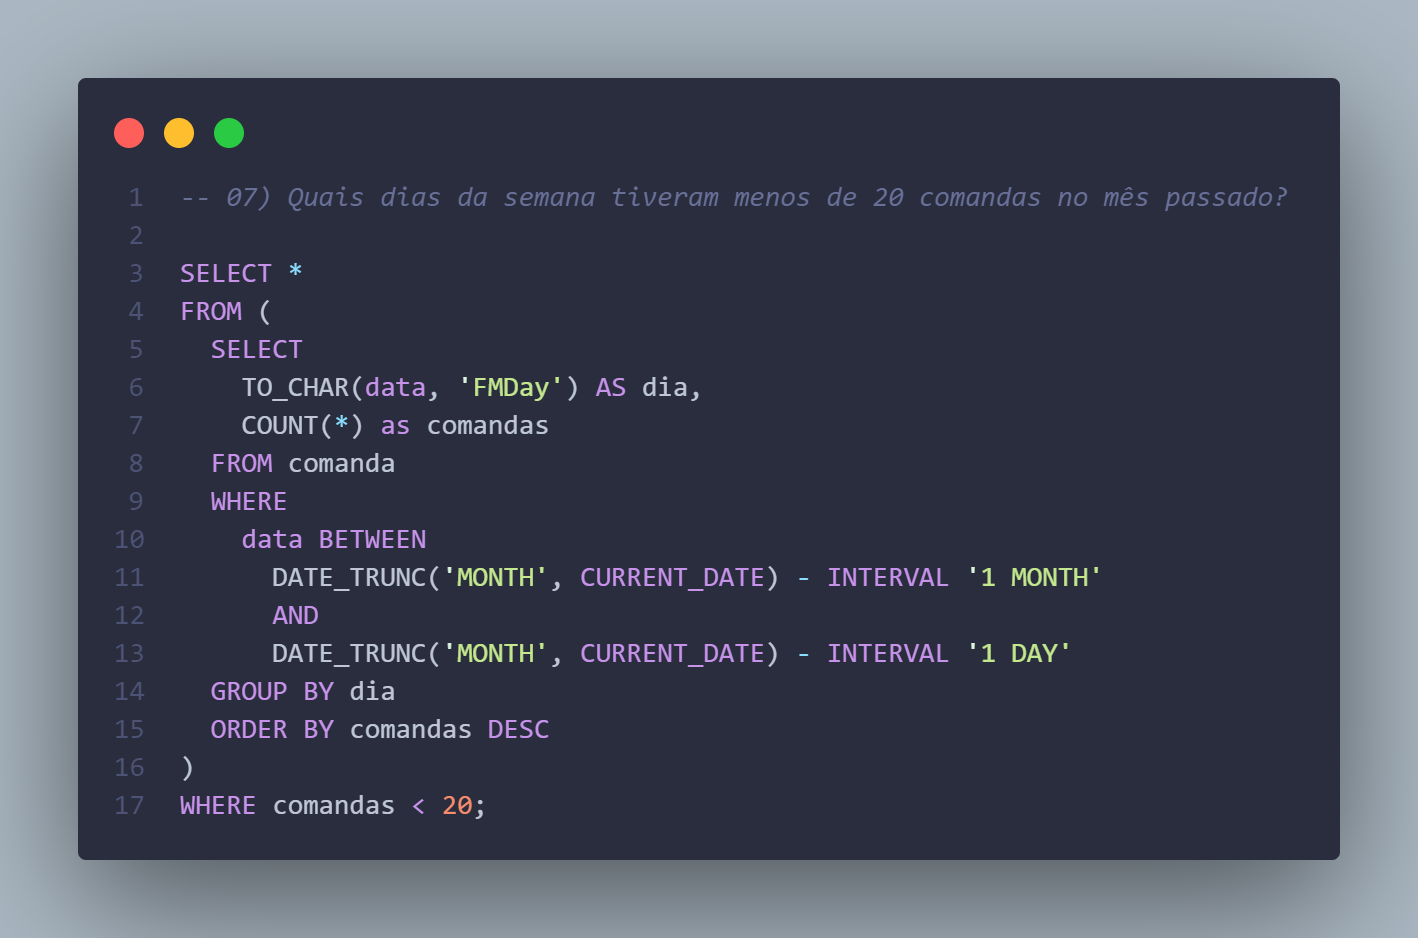 1 -- 07) Quais dias da semana tiveram menos de 20 comandas no mês passado?
2
3 SELECT *
4 FROM (
5   SELECT
6     TO_CHAR(data, 'FMDay') AS dia,
7     COUNT(*) as comandas
8   FROM comanda
9   WHERE
10     data BETWEEN
11       DATE_TRUNC('MONTH', CURRENT_DATE) - INTERVAL '1 MONTH'
12       AND
13       DATE_TRUNC('MONTH', CURRENT_DATE) - INTERVAL '1 DAY'
14   GROUP BY dia
15   ORDER BY comandas DESC
16 )
17 WHERE comandas < 20;